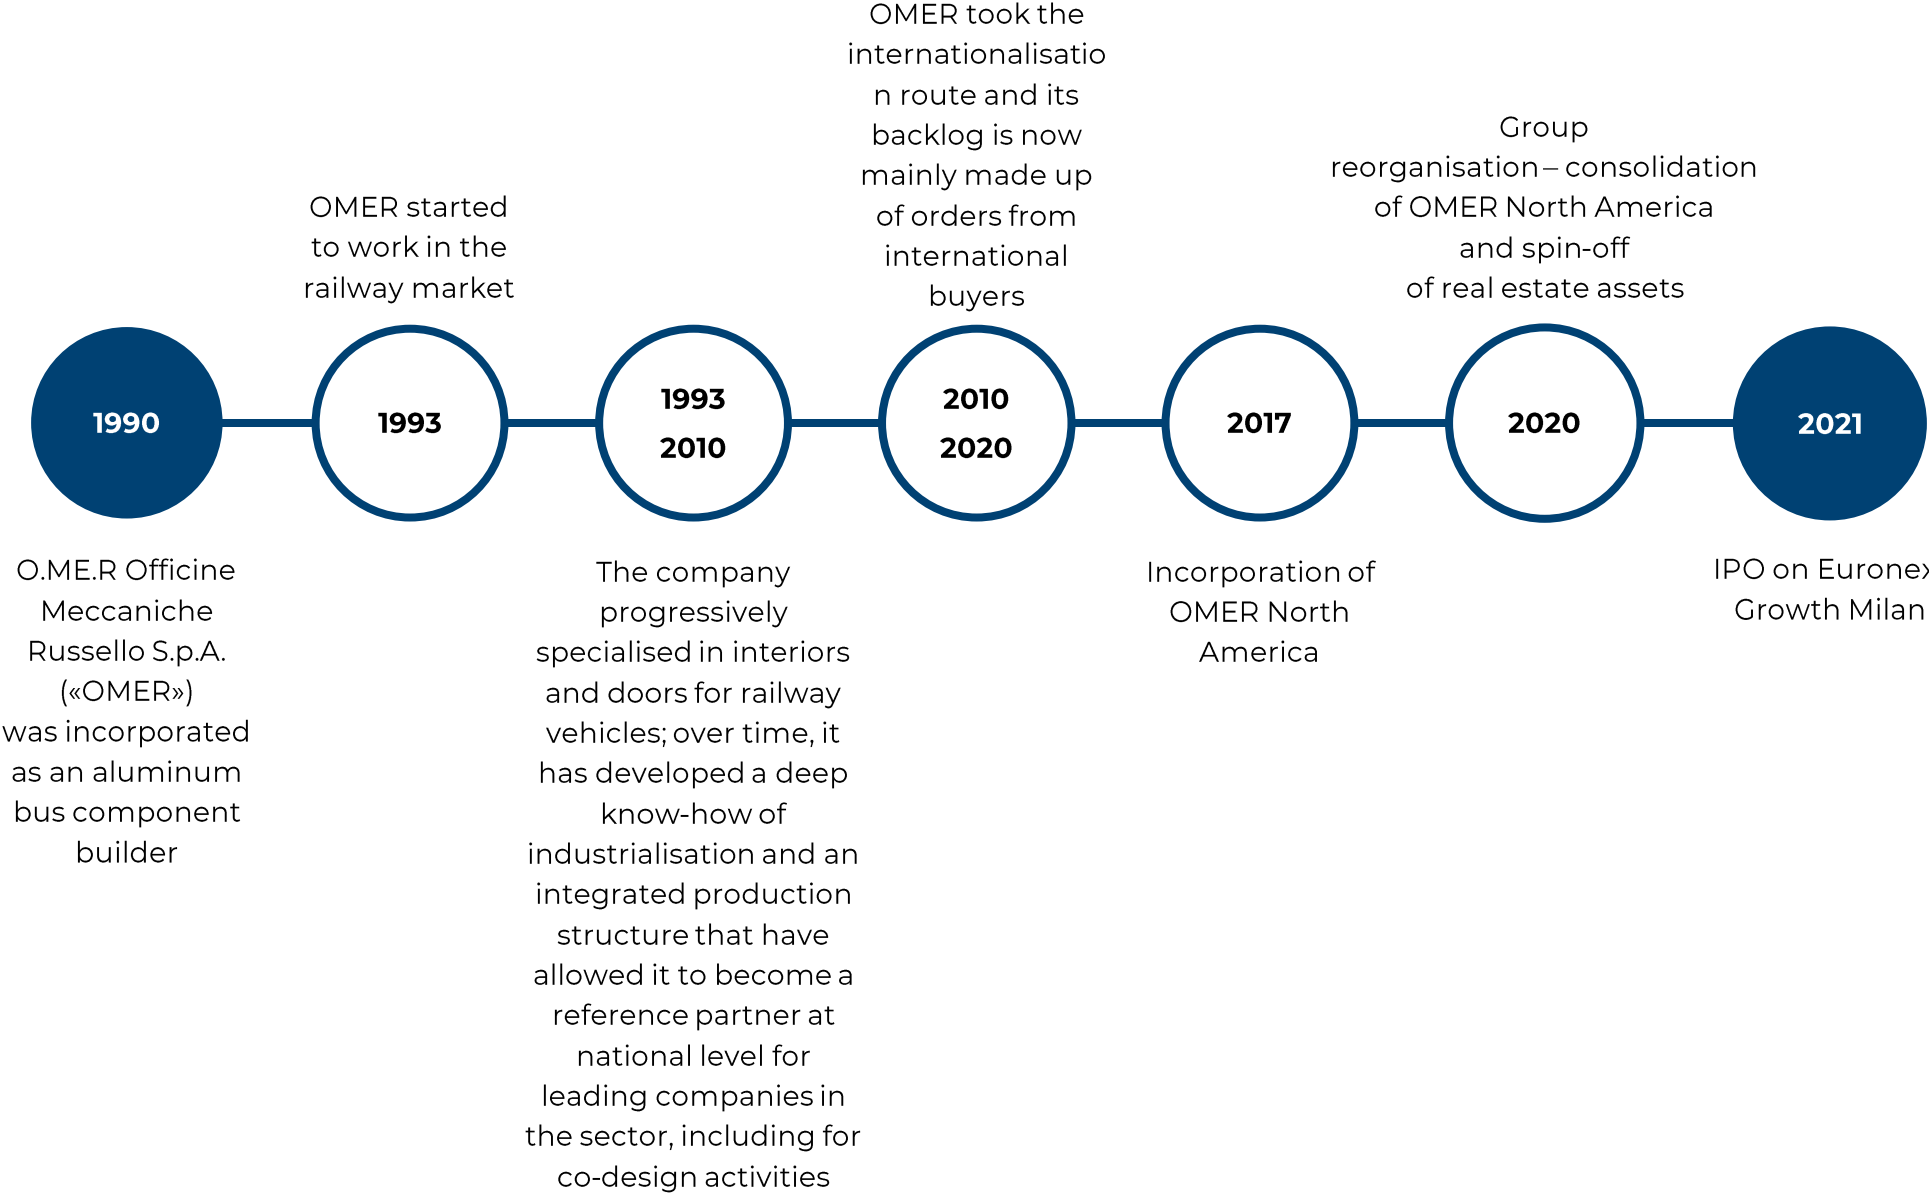 OMER took the
internationalisatio
n route and its
backlog is now
mainly made up
of orders from
international
buyers
Group
reorganisation – consolidation
of OMER North America
and spin-off
of real estate assets
OMER started
to work in the
railway market
1990
1993
1993
2010
2010
2020
2017
2020
2021
O.ME.R Officine
Meccaniche
Russello S.p.A.
(«OMER»)
was incorporated
as an aluminum
bus component
builder
The company
progressively
specialised in interiors
and doors for railway
vehicles; over time, it
has developed a deep
know-how of
industrialisation and an
integrated production
structure that have
allowed it to become a
reference partner at
national level for
leading companies in
the sector, including for
co-design activities
Incorporation of
OMER North
America
IPO on Euronex
Growth Milan